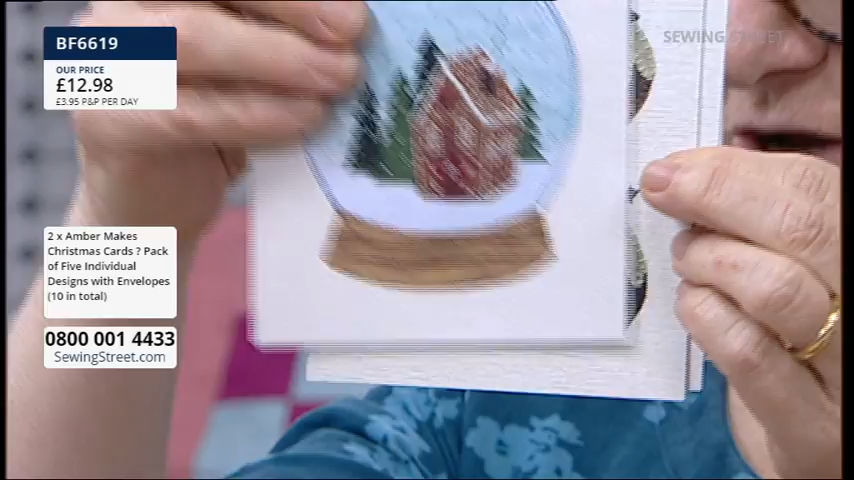 BF6619
OUR PRICE
£12.98
£3.95 P&P PER DAY
SEWING STREET
2 x Amber Makes
Christmas Cards ? Pack
of Five Individual
Designs with Envelopes
(10 in total)
0800 001 4433
SewingStreet.com